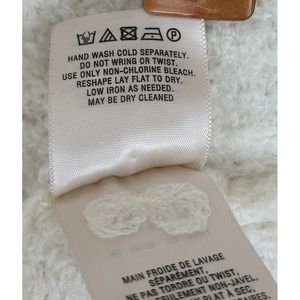 HAND WASH COLD SEPARATELY.
DO NOT WRING OR TWIST.
USE ONLY NON-CHLORINE BLEACH.
RESHAPE LAY FLAT TO DRY.
LOW IRON AS NEEDED.
MAY BE DRY CLEANED
MAIN FROIDE DE LAVAGE
SÉPARÉMENT.
NE PAS TORDRE OU TWIST.